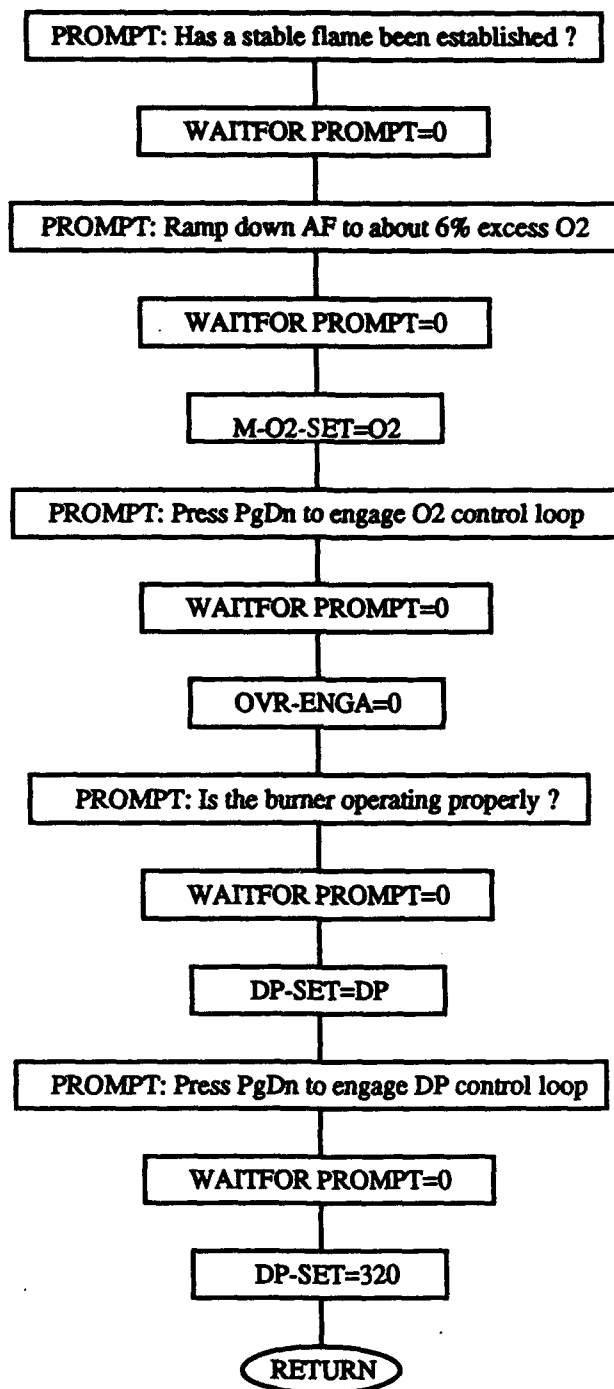 PROMPT: Has a stable flame been established ?
WAITFOR PROMPT=0
PROMPT: Ramp down AF to about 6% excess O2
WAITFOR PROMPT=0
M-O2-SET=O2
PROMPT: Press PgDn to engage O2 control loop
WAITFOR PROMPT=0
OVR-ENGA=0
PROMPT: Is the burner operating properly ?
WAITFOR PROMPT=0
DP-SET=DP
PROMPT: Press PgDn to engage DP control loop
WAITFOR PROMPT=0
DP-SET=320
RETURN